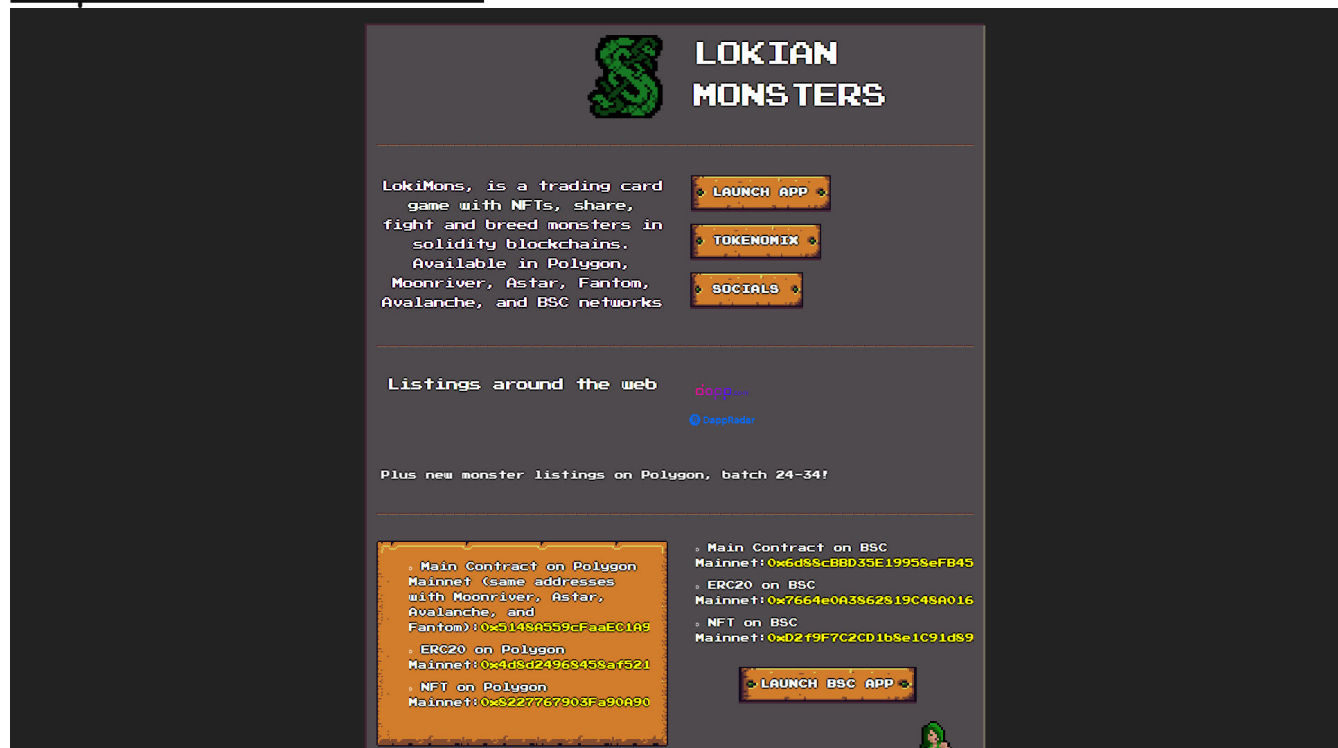 LOKIAN
MONSTERS
LokiMons, is a trading card
game with NFTs, share,
fight and breed monsters in
solidity blockchains.
Available in Polygon,
Moonriver, Astar, Fantom,
Avalanche, and BSC networks
LAUNCH APP
TOKENOMIX
SOCIALS
Listings around the web
dapp
DappRadar
Plus new monster listings on Polygon, batch 24-34!
Main Contract on Polygon
Mainnet (same addresses
with Moonriver, Astar,
Avalanche, and
Fantom):0x5148A559cFaaEC1A9
ERC20 on Polygon
Mainnet:0x4d8d24968458af521
NFT on Polygon
Mainnet:0x8227767903Fa90A90
Main Contract on BSC
Mainnet:0x6d88cBBD35E19958eFB45
ERC20 on BSC
Mainnet:0x7664e0A3862819C48A016
NFT on BSC
Mainnet:0xD2f9F7C2CD1b8e1C91d89
LAUNCH BSC APP